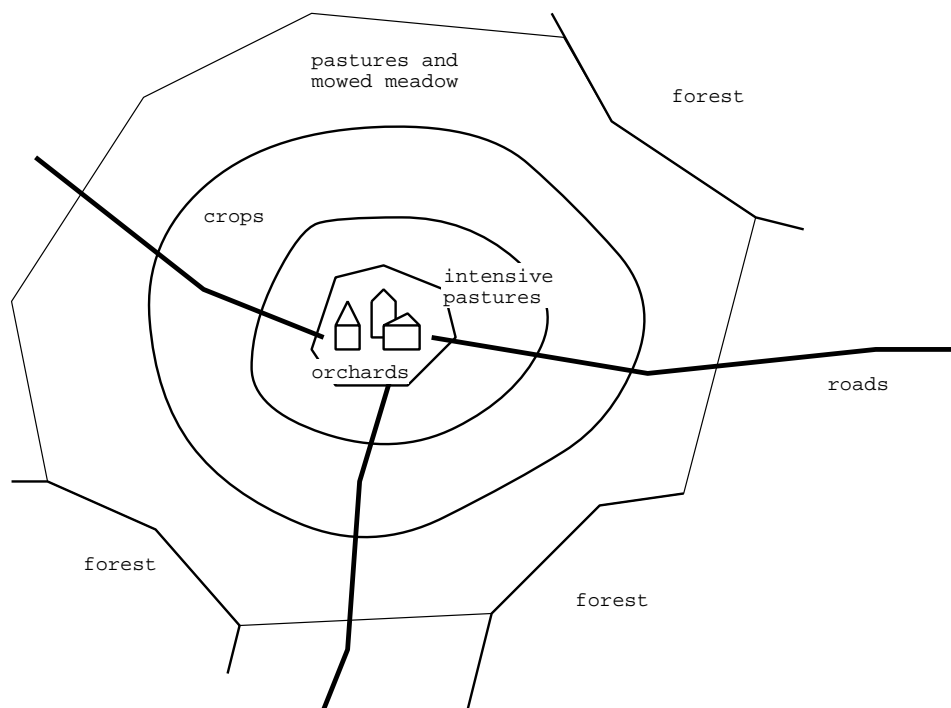 pastures and
mowed meadow
forest
crops
intensive
pastures
orchards
roads
forest
forest